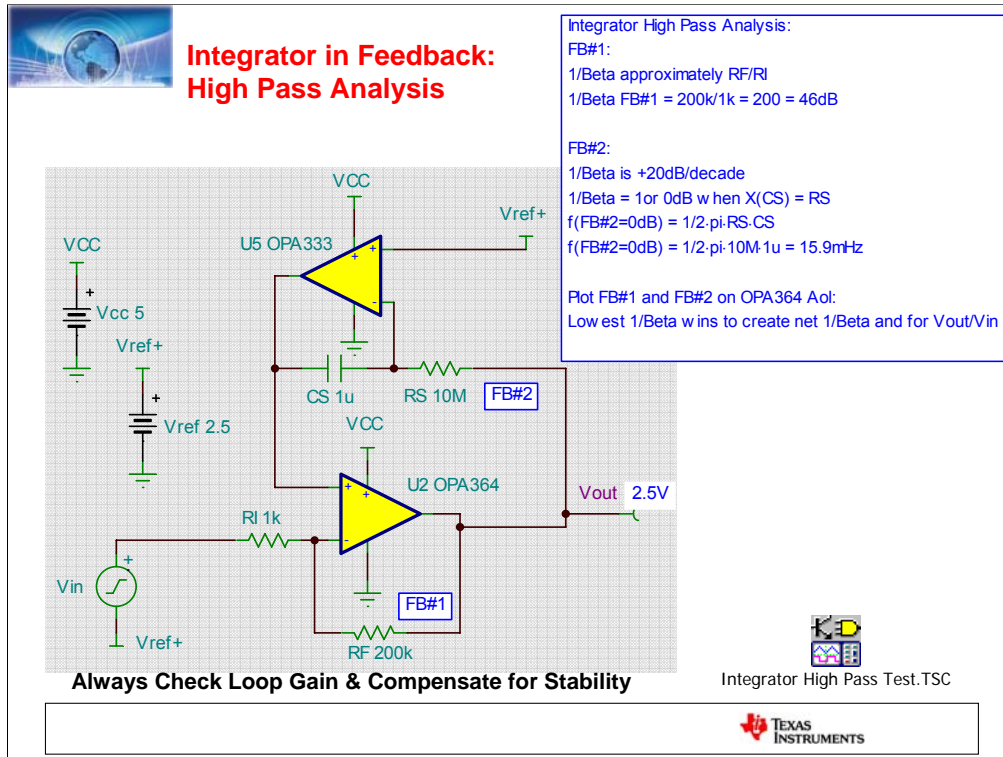 Integrator in Feedback:
High Pass Analysis
Integrator High Pass Analysis:
FB#1:
1/Beta approximately RF/RI
1/Beta FB#1 = 200k/1k = 200 = 46dB
FB#2:
1/Beta is +20dB/decade
1/Beta = 1or 0dB when X(CS) = RS
f(FB#2=0dB) = 1/2·pi·RS·CS
f(FB#2=0dB) = 1/2·pi·10M·1u = 15.9mHz
Plot FB#1 and FB#2 on OPA364 Aol:
Lowest 1/Beta wins to create net 1/Beta and for Vout/Vin
VCC
Vref+
U5 OPA333
+
+
-
VCC
+
Vcc 5
Vref+
+
Vref 2.5
CS 1u
RS 10M
FB#2
VCC
U2 OPA364
+
+
-
Vout 2.5V
RI 1k
Vin
+
Vref+
FB#1
RF 200k
Always Check Loop Gain & Compensate for Stability
Integrator High Pass Test.TSC
TEXAS
INSTRUMENTS